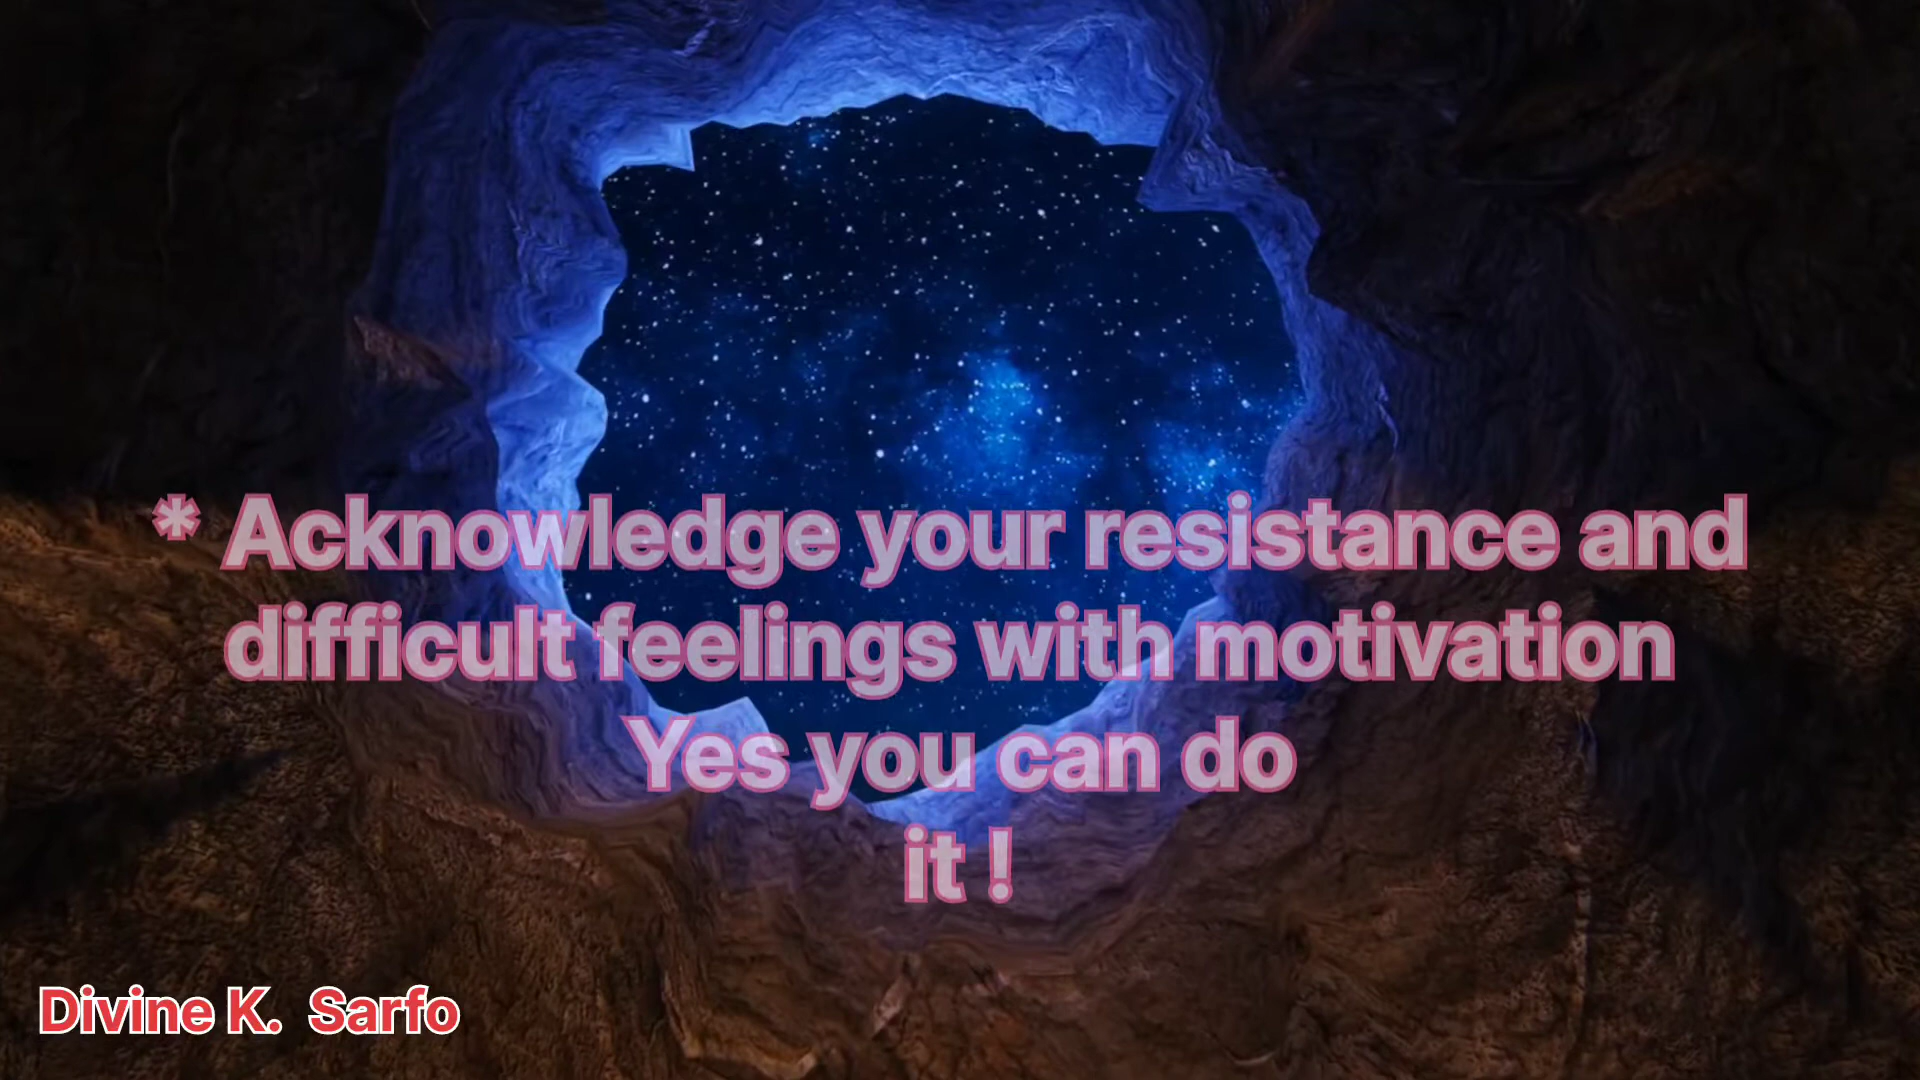 * Acknowledge your resistance and
difficult feelings with motivation
Yes you can do
it !
Divine K. Sarfo